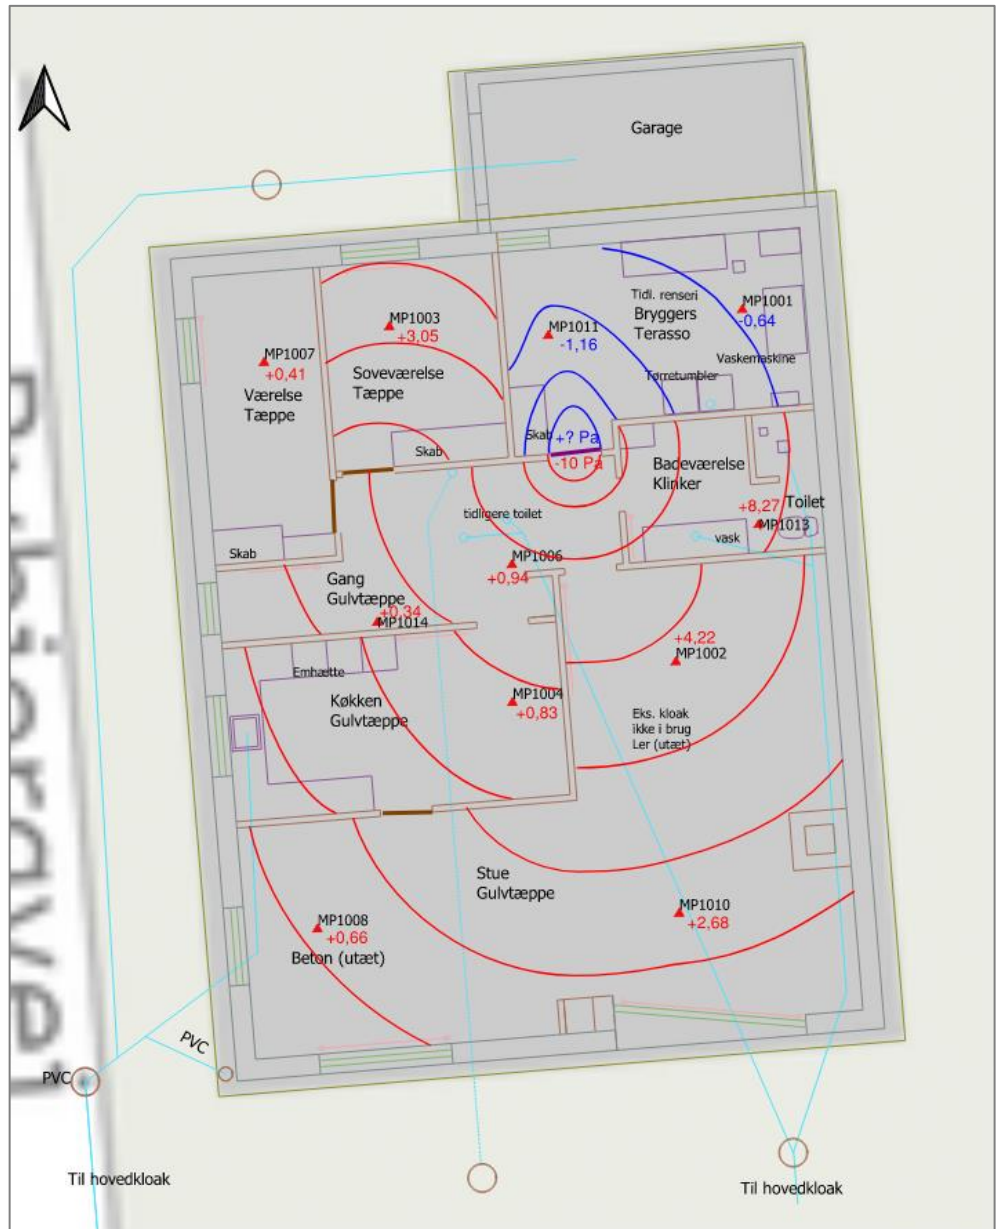 Garage
Tidl. renseri
Bryggers
Terasso
MP1001
-0,64
MP1003
+3,05
MP1011
-1,16
MP1007
+0,41
Vaskemaskine
Soveværelse
Tæppe
Tørretumbler
Værelse
Tæppe
Skab
+? Pa
Skab
-10 Pa
Badeværelse
Klinker
+8,27
Toilet
MP1013
tidligere toilet
vask
Skab
MP1006
+0,94
Gang
Gulvtæppe
+0,34
MP1014
+4,22
MP1002
Emhætte
MP1004
+0,83
Køkken
Gulvtæppe
Eks. kloak
ikke i brug
Ler (utæt)
Stue
Gulvtæppe
MP1010
+2,68
MP1008
+0,66
Beton (utæt)
PVC
PVC
Til hovedkloak
Til hovedkloak